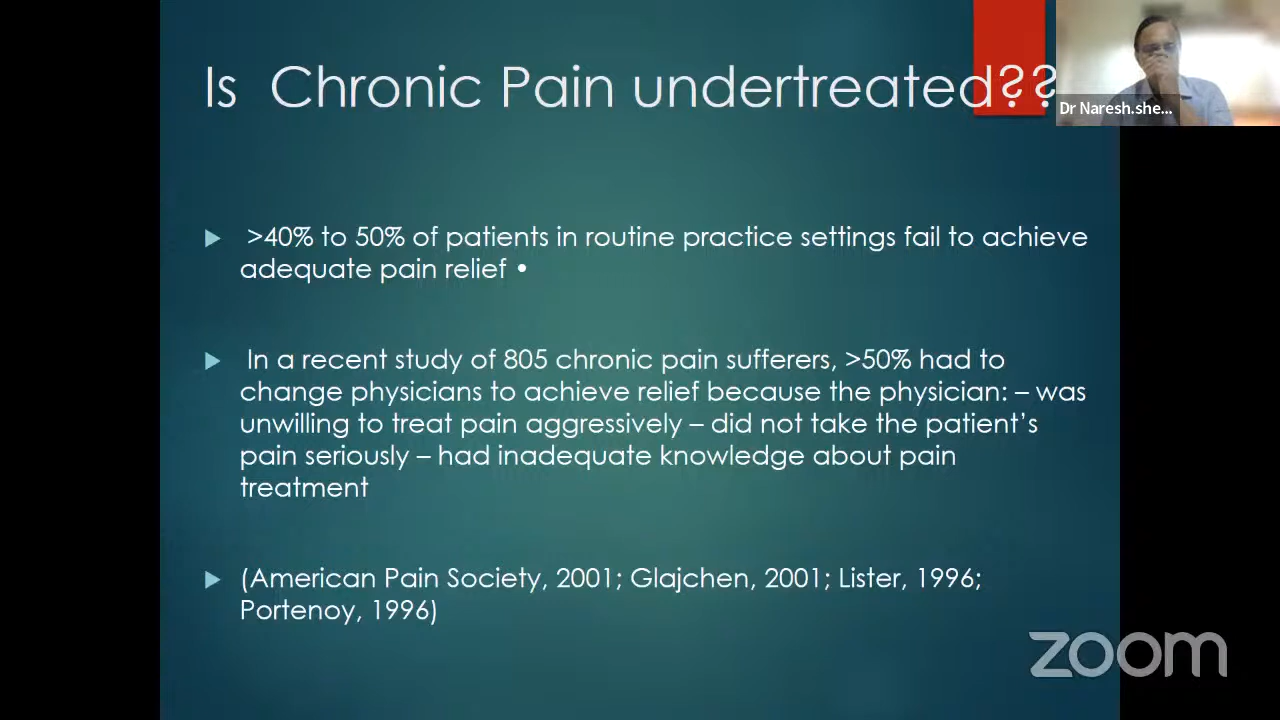 Is  Chronic Pain undertreated??
Dr Naresh.she...
>40% to 50% of patients in routine practice settings fail to achieve
adequate pain relief •
In a recent study of 805 chronic pain sufferers, >50% had to
change physicians to achieve relief because the physician: – was
unwilling to treat pain aggressively – did not take the patient’s
pain seriously – had inadequate knowledge about pain
treatment
(American Pain Society, 2001; Glajchen, 2001; Lister, 1996;
Portenoy, 1996)
zoom